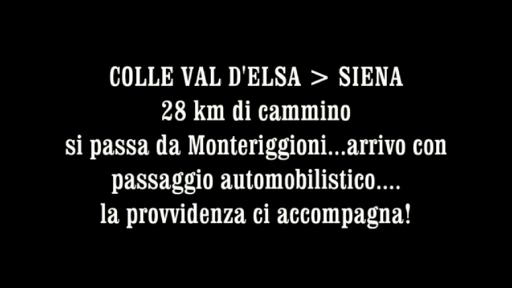 COLLE VAL D'ELSA > SIENA
28 km di cammino
si passa da Monteriggioni...arrivo con
passaggio automobilistico....
la provvidenza ci accompagna!